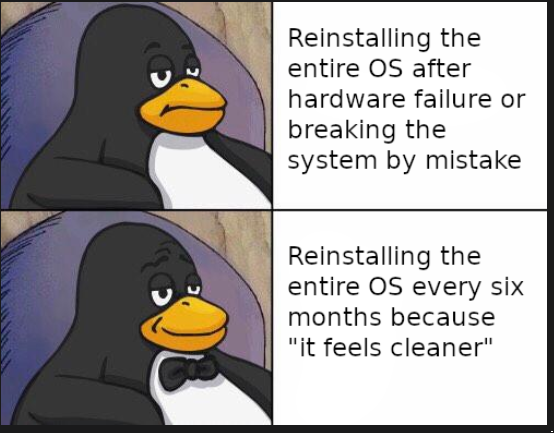 Reinstalling the
entire OS after
hardware failure or
breaking the
system by mistake
Reinstalling the
entire OS every six
months because
"it feels cleaner"